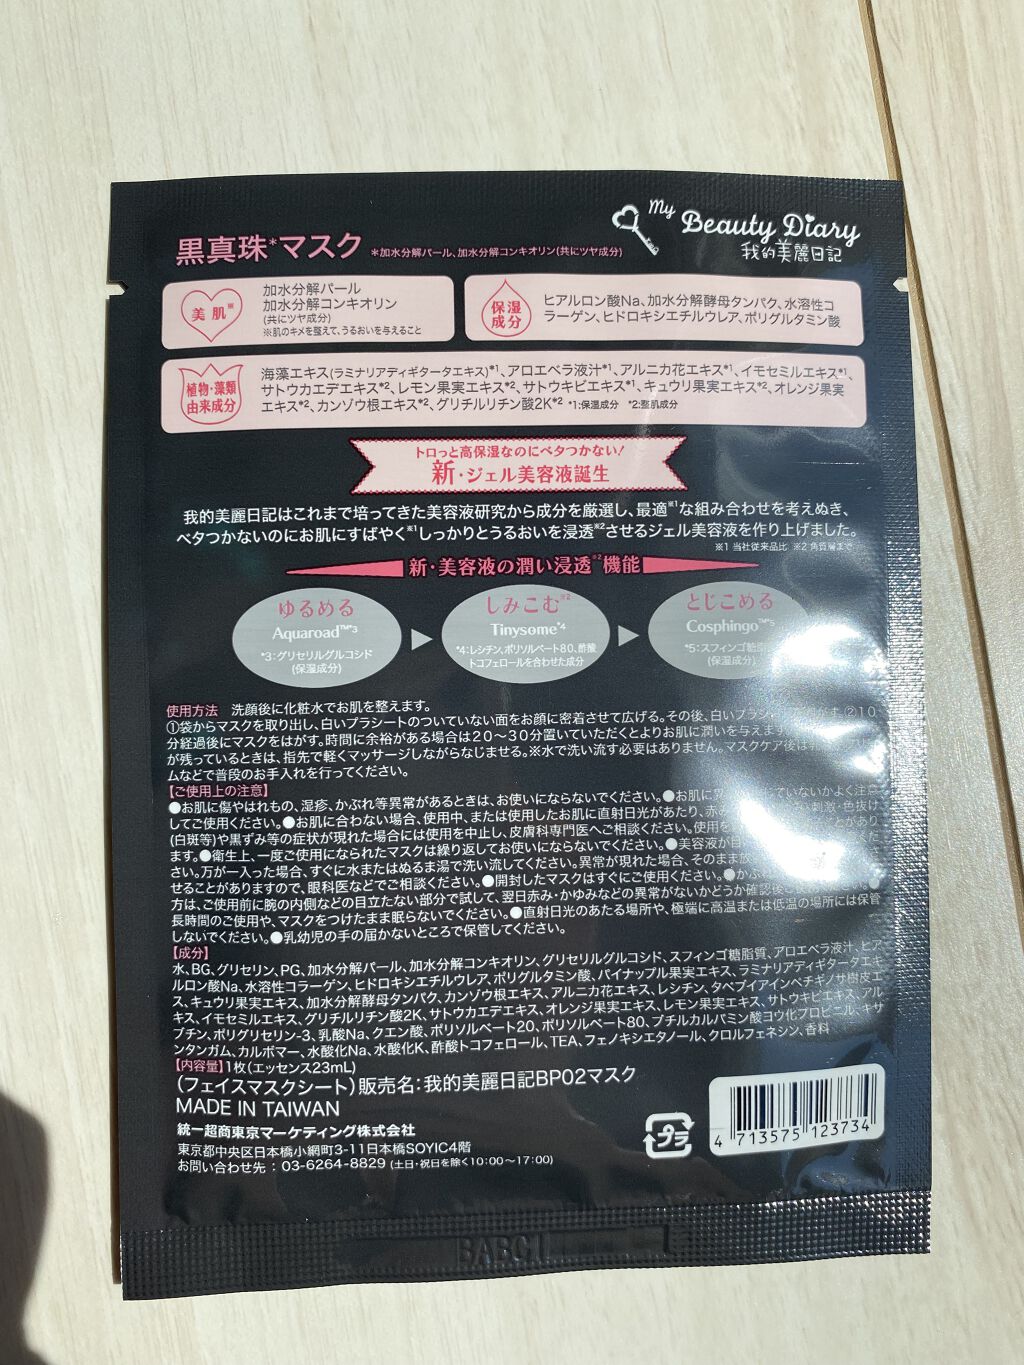 My Beauty Diary
我的美麗日記
黒真珠*マスク *加水分解パール、加水分解コンキオリン(共にツヤ成分)
美肌※
加水分解パール
加水分解コンキオリン
(共にツヤ成分)
※肌のキメを整えて、うるおいを与えること
保湿
成分
ヒアルロン酸Na、加水分解酵母タンパク、水溶性コ
ラーゲン、ヒドロキシエチルウレア、ポリグルタミン酸
植物・藻類
由来成分
海藻エキス(ラミナリアディギタータエキス)*1、アロエベラ液汁*1、アルニカ花エキス*1、イモセミルエキス*1、
サトウカエデエキス*2、レモン果実エキス*2、サトウキビエキス*1、キュウリ果実エキス*2、オレンジ果実
エキス*2、カンゾウ根エキス*2、グリチルリチン酸2K*2 *1:保湿成分 *2:整肌成分
トロっと高保湿なのにベタつかない!
新・ジェル美容液誕生
我的美麗日記はこれまで培ってきた美容液研究から成分を厳選し、最適※1な組み合わせを考えぬき、
ベタつかないのにお肌にすばやく※1しっかりとうるおいを浸透※2させるジェル美容液を作り上げました。
※1 当社従来品比 ※2 角質層まで
新・美容液の潤い浸透※2機能
ゆるめる
Aquaroad™*3
*3:グリセリルグルコシド
(保湿成分)
しみこむ※2
Tinysome*4
*4:レシチン、ポリソルベート80、酢酸
トコフェロールを合わせた成分
とじこめる
Cosphingo™*5
*5:スフィンゴ糖脂
(保湿成分)
使用方法 洗顔後に化粧水でお肌を整えます。
①袋からマスクを取り出し、白いプラシートのついていない面をお顔に密着させて広げる。その後、白いプラシ ②10
分経過後にマスクをはがす。時間に余裕がある場合は20〜30分置いていただくとよりお肌に潤いを与えます
が残っているときは、指先で軽くマッサージしながらなじませる。※水で洗い流す必要はありません。マスクケア後は
ムなどで普段のお手入れを行ってください。
【ご使用上の注意】
●お肌に傷やはれもの、湿疹、かぶれ等異常があるときは、お使いにならないでください。●お肌に異 していないかよく注意
してご使用ください。●お肌に合わない場合、使用中、または使用したお肌に直射日光があたり、赤み 刺激・色抜け
(白斑等)や黒ずみ等の症状が現れた場合には使用を中止し、皮膚科専門医へご相談ください。使用を があり
ます。●衛生上、一度ご使用になられたマスクは繰り返してお使いにならないでください。●美容液が目
さい。万が一入った場合、すぐに水またはぬるま湯で洗い流してください。異常が現れた場合、そのまま放
せることがありますので、眼科医などでご相談ください。●開封したマスクはすぐにご使用ください。●かぶ
方は、ご使用前に腕の内側などの目立たない部分で試して、翌日赤み・かゆみなどの異常がないかどうか確認後ご使
長時間のご使用や、マスクをつけたまま眠らないでください。●直射日光のあたる場所や、極端に高温または低温の場所には保管
しないでください。●乳幼児の手の届かないところで保管してください。
【成分】
水、BG、グリセリン、PG、加水分解パール、加水分解コンキオリン、グリセリルグルコシド、スフィンゴ糖脂質、アロエベラ液汁、ヒア
ルロン酸Na、水溶性コラーゲン、ヒドロキシエチルウレア、ポリグルタミン酸、パイナップル果実エキス、ラミナリアディギタータエキ
ス、キュウリ果実エキス、加水分解酵母タンパク、カンゾウ根エキス、アルニカ花エキス、レシチン、タベブイアインペチギノサ樹皮エ
キス、イモセミルエキス、グリチルリチン酸2K、サトウカエデエキス、オレンジ果実エキス、レモン果実エキス、サトウキビエキス、アル
ブチン、ポリグリセリン-3、乳酸Na、クエン酸、ポリソルベート20、ポリソルベート80、ブチルカルバミン酸ヨウ化プロピニル、キサ
ンタンガム、カルボマー、水酸化Na、水酸化K、酢酸トコフェロール、TEA、フェノキシエタノール、クロルフェネシン、香料
【内容量】1枚(エッセンス23mL)
(フェイスマスクシート)販売名:我的美麗日記BP02マスク
MADE IN TAIWAN
統一超商東京マーケティング株式会社
東京都中央区日本橋小網町3-11日本橋SOYIC4階
お問い合わせ先:03-6264-8829 (土日・祝日を除く10:00〜17:00)
プラ
4 713575 123734